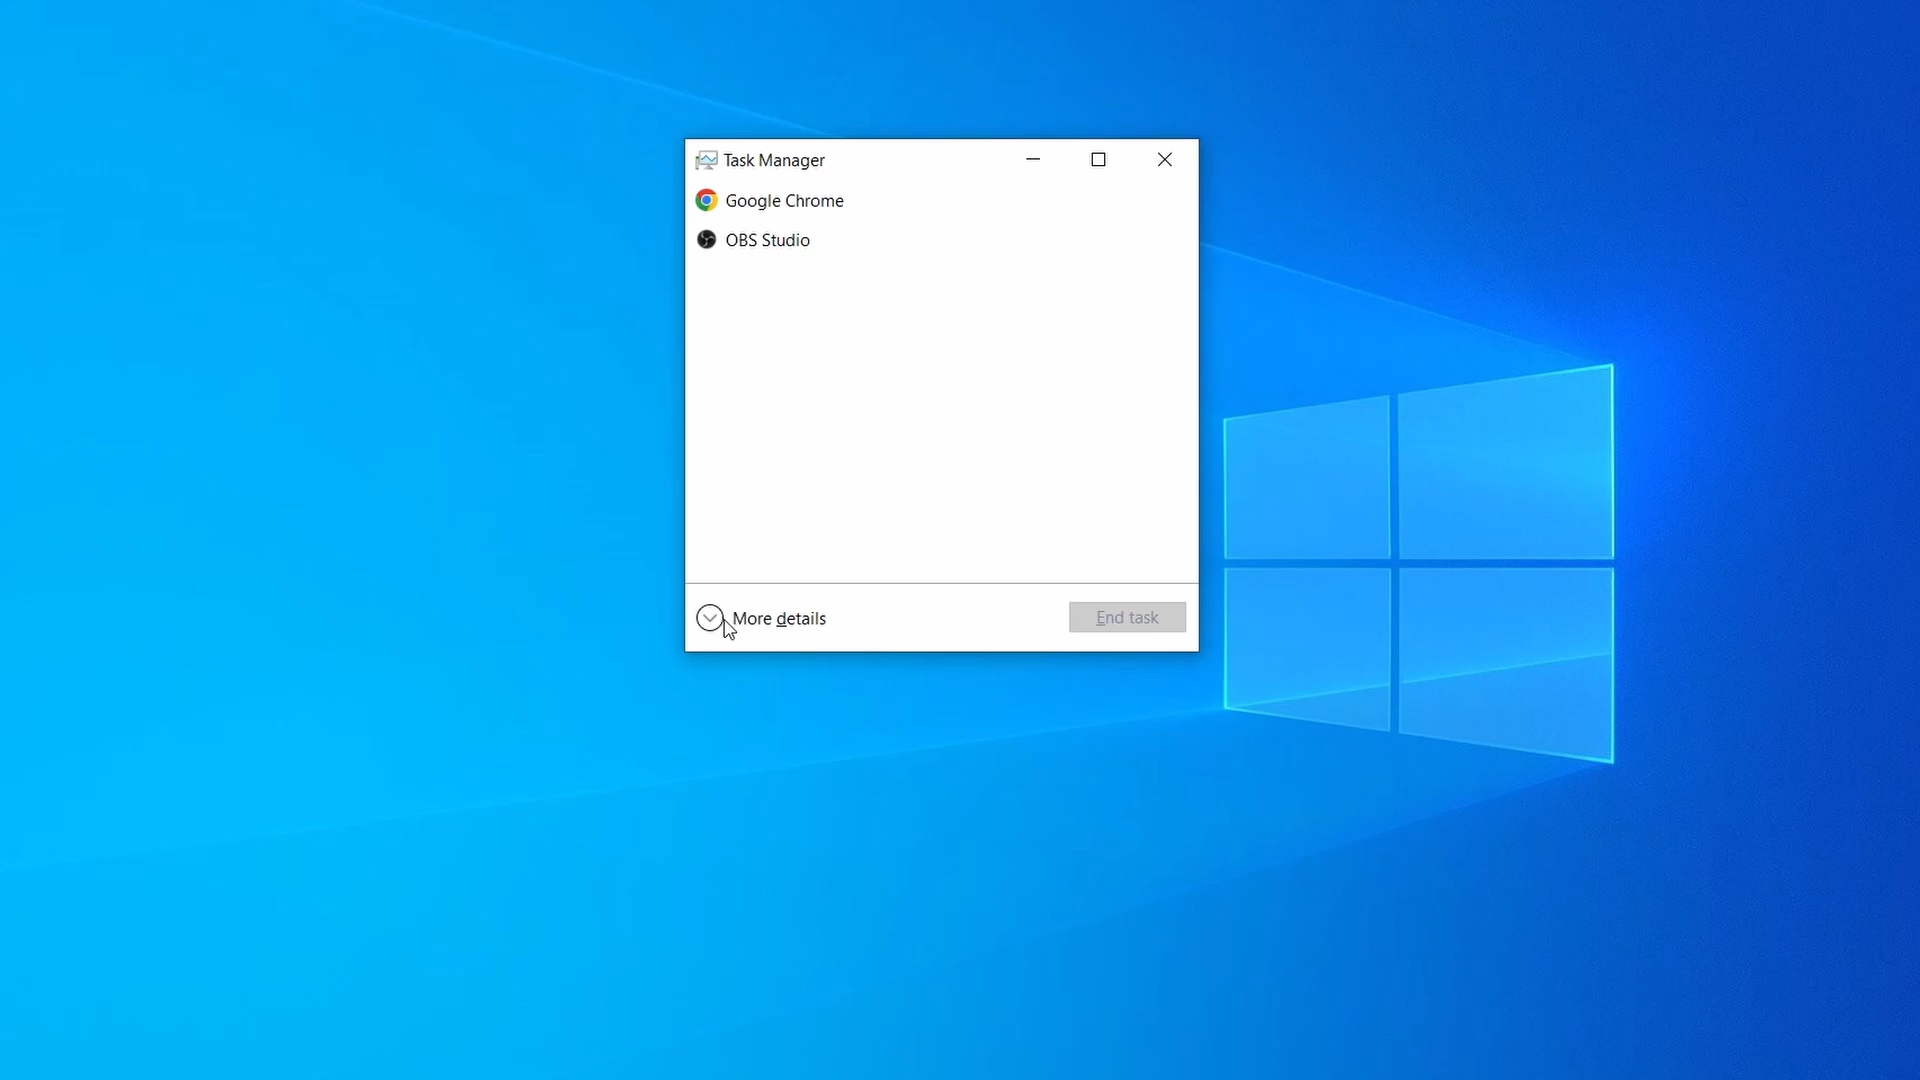 Task Manager
Google Chrome
OBS Studio
More details
End task